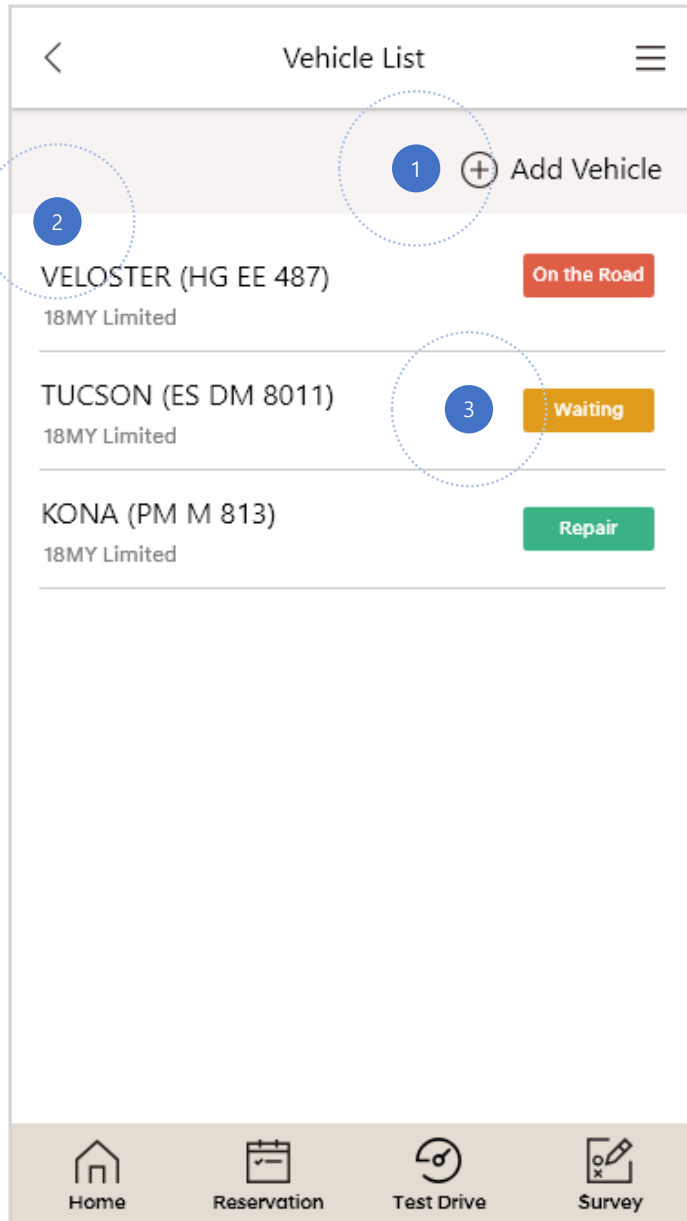 Vehicle List
1 Add Vehicle
2
VELOSTER (HG EE 487) On the Road
18MY Limited
TUCSON (ES DM 8011) 3 Waiting
18MY Limited
KONA (PM M 813) Repair
18MY Limited
Home Reservation Test Drive Survey